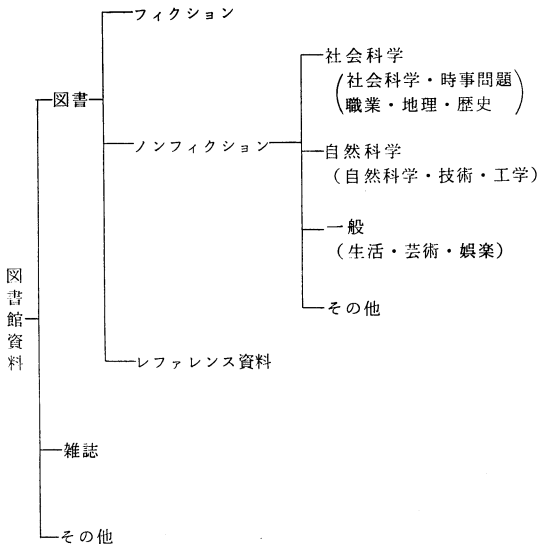 フィクション
社会科学
(社会科学・時事問題
職業・地理・歴史)
図書
ノンフィクション
自然科学
(自然科学・技術・工学)
一般
(生活・芸術・娯楽)
図書館資料
その他
レファレンス資料
雑誌
その他